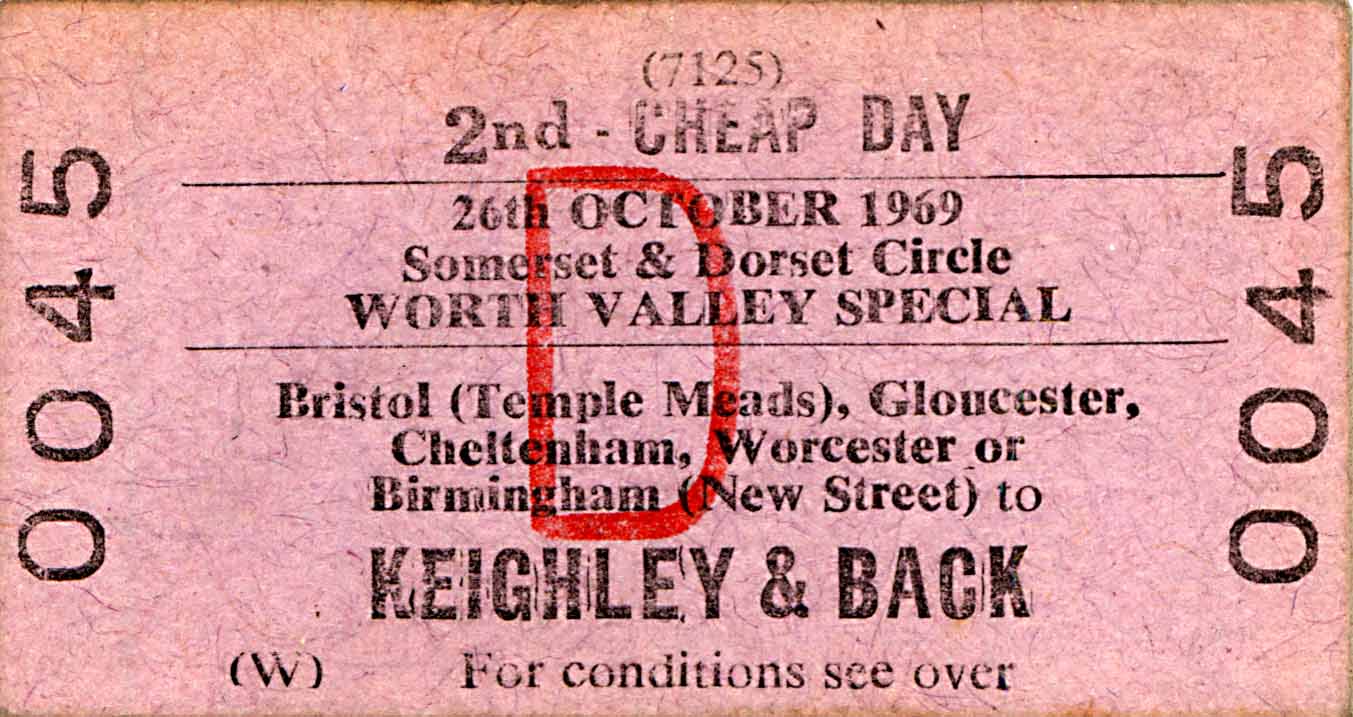 (7125)
2nd - CHEAP DAY
26th OCTOBER 1969
Somerset & Dorset Circle
WORTH VALLEY SPECIAL
Bristol (Temple Meads), Gloucester,
Cheltenham, Worcester or
Birmingham (New Street) to
KEIGHLEY & BACK
(W) For conditions see over
D
0045
0045